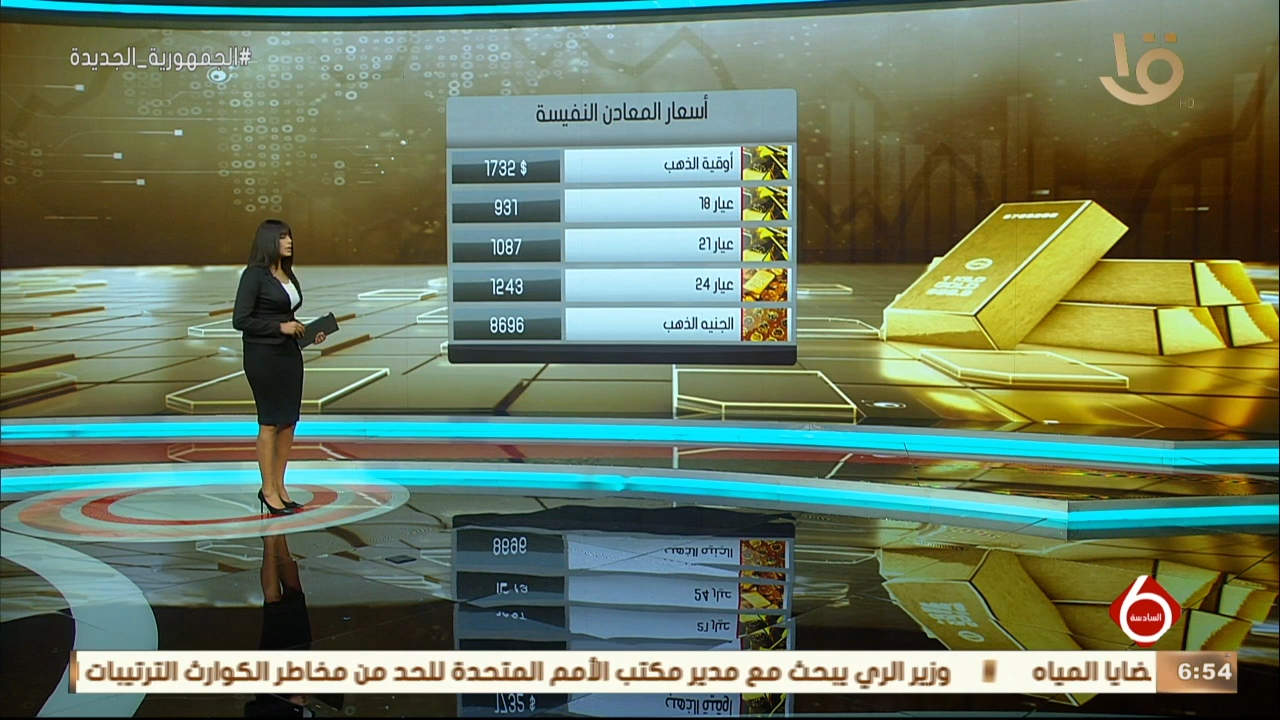 #الجمهورية_الجديدة
أسعار المعادن النفيسة
أوقية الذهب 1732 $
عيار 18 931
عيار 21 1087
عيار 24 1243
الجنيه الذهب 8696
6
السادسة
6:54 ضايا المياه وزير الري يبحث مع مدير مكتب الأمم المتحدة للحد من مخاطر الكوارث الترتيبات